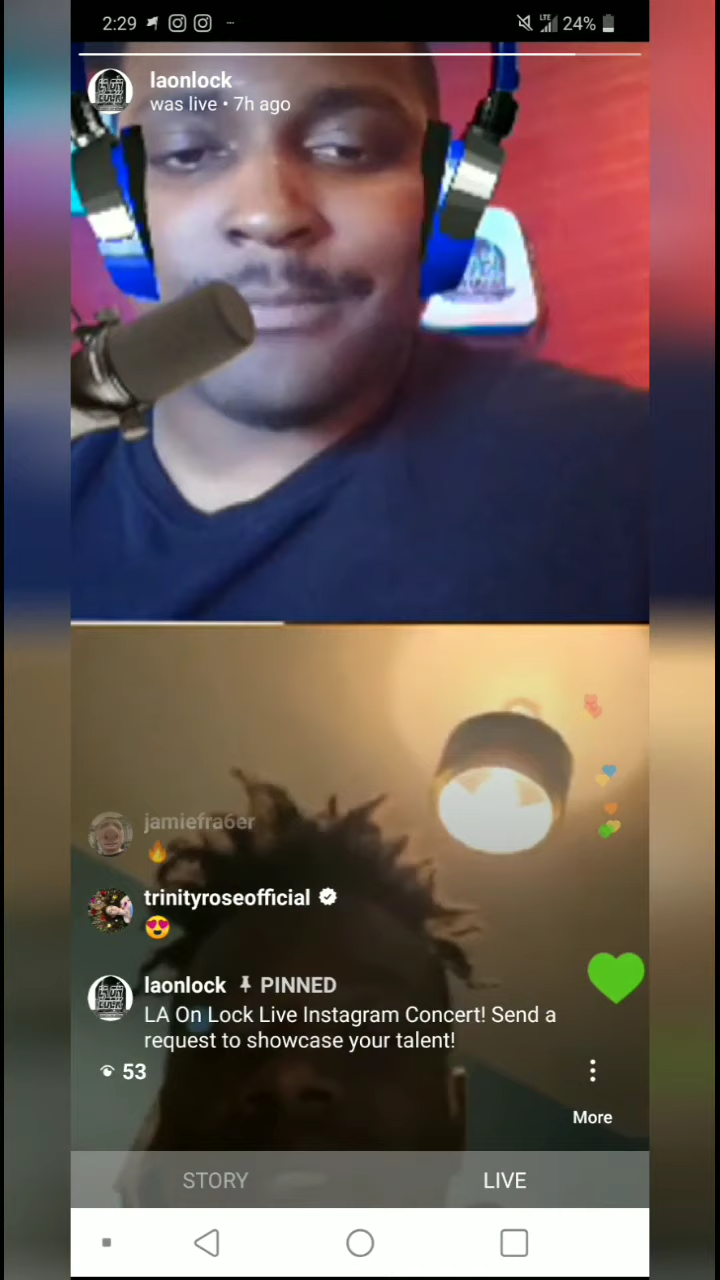 2:29
LTE
24%
laonlock
was live • 7h ago
jamiefra6er
🔥
trinityroseofficial
😍
laonlock PINNED
LA On Lock Live Instagram Concert! Send a
request to showcase your talent!
53
More
STORY
LIVE